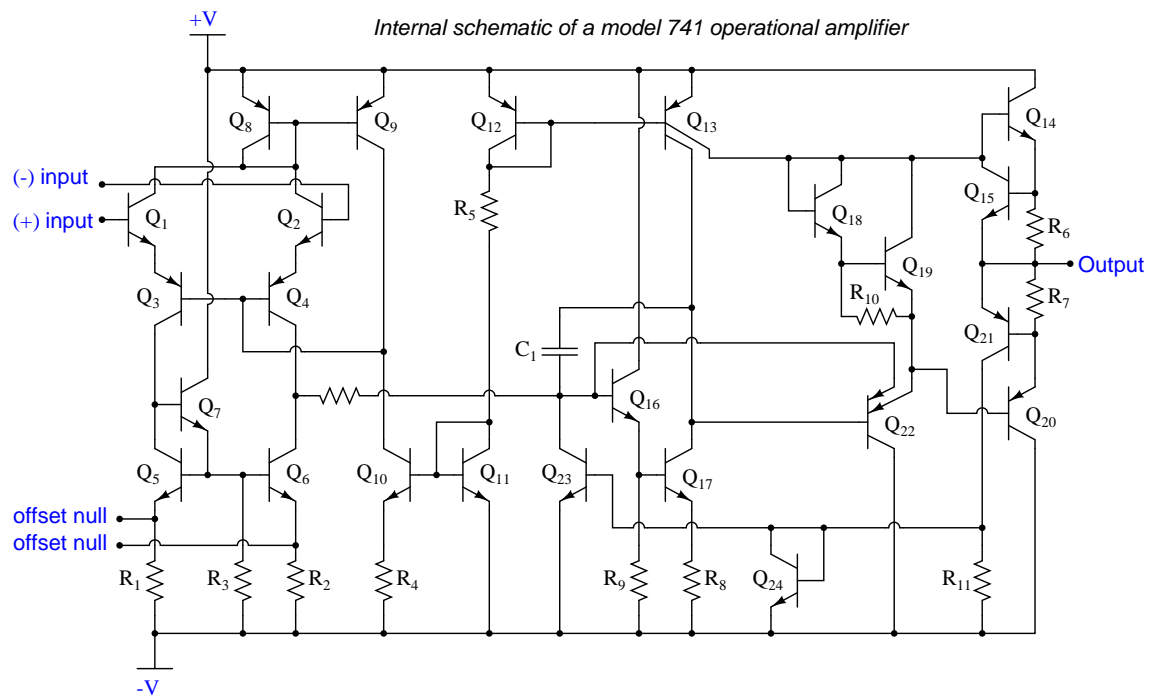 Internal schematic of a model 741 operational amplifier
+V
Q8
Q9
Q12
Q13
Q14
(-) input
(+) input
Q1
Q2
R5
Q18
Q15
R6
Q3
Q4
Q19
Output
R10
R7
C1
Q21
Q7
Q16
Q22
Q20
Q5
Q6
Q10
Q11
Q23
Q17
offset null
offset null
R1
R3
R2
R4
R9
R8
Q24
R11
-V